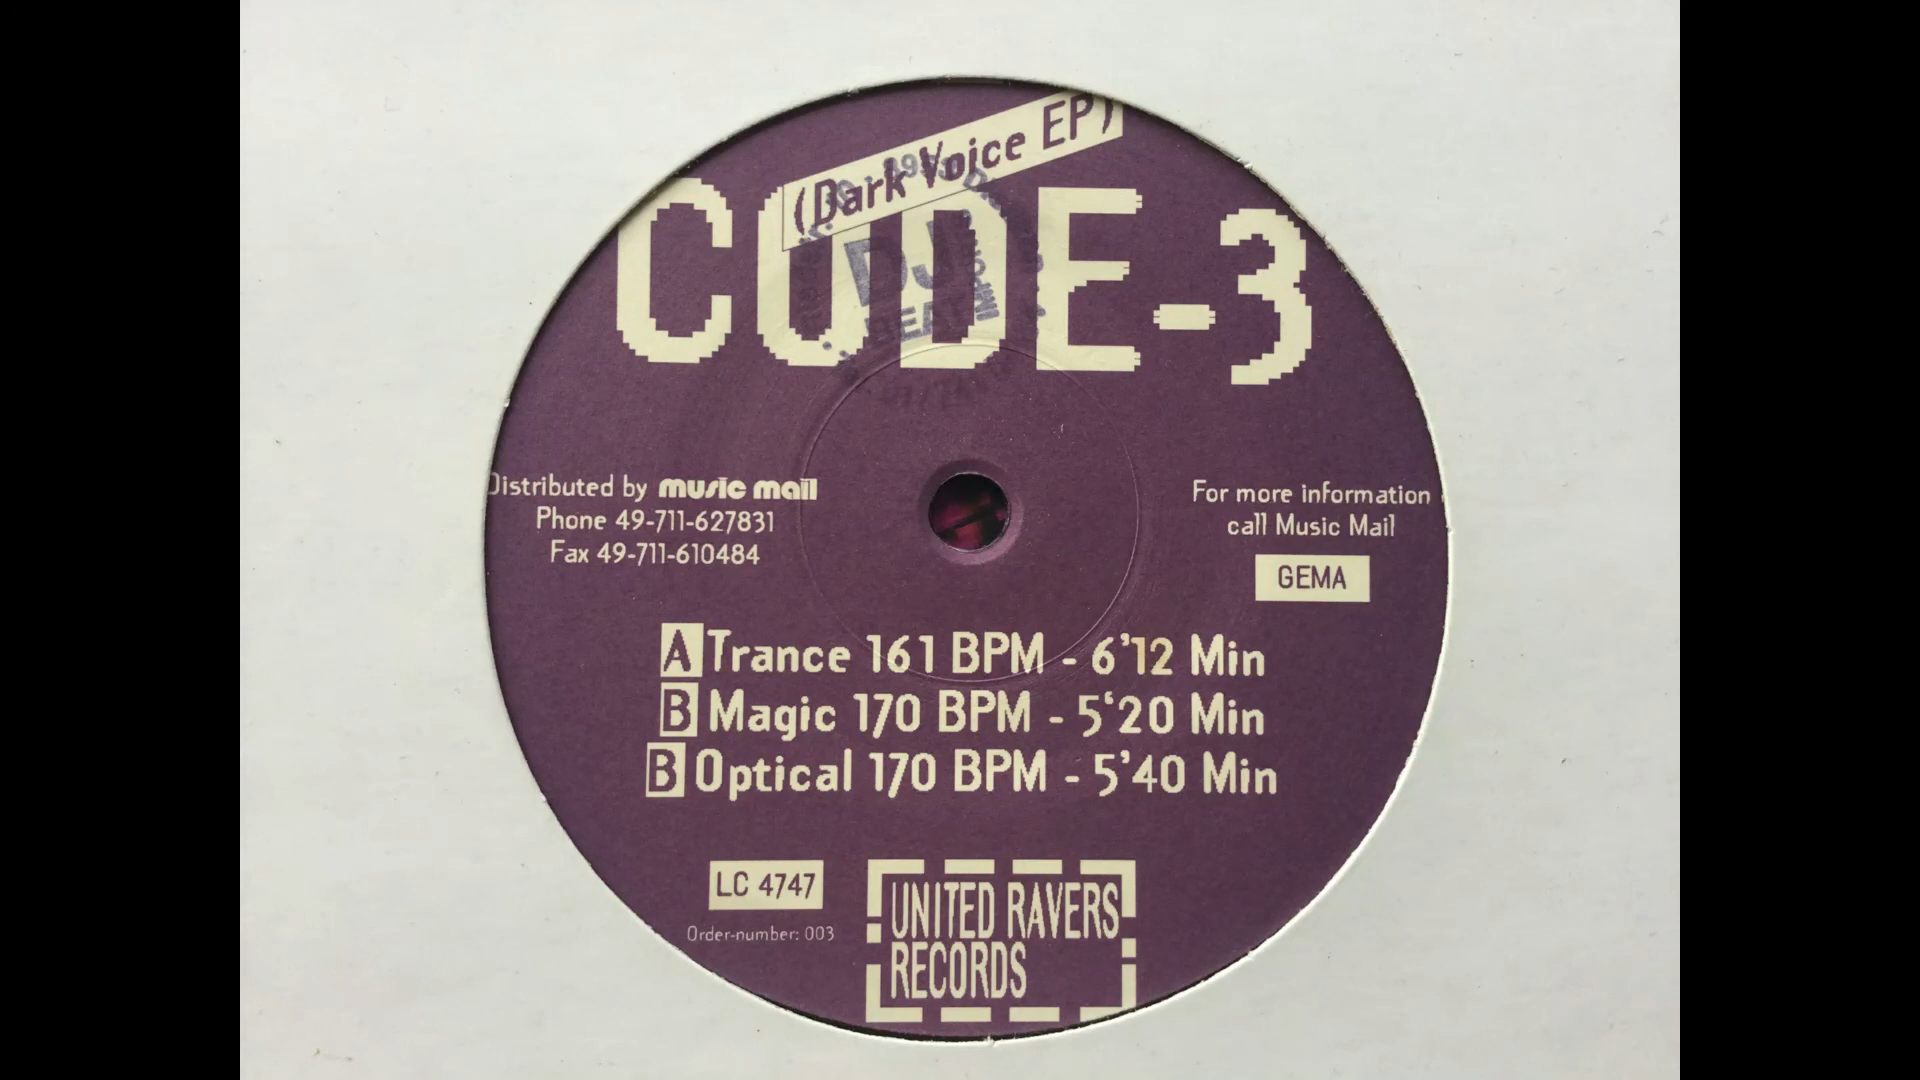 (Dark Voice EP)
CODE-3
Distributed by music mail
Phone 49-711-627831
Fax 49-711-610484
For more information
call Music Mail
GEMA
A Trance 161 BPM - 6'12 Min
B Magic 170 BPM - 5‘20 Min
B Optical 170 BPM - 5'40 Min
LC 4747
Order-number: 003
UNITED RAVERS
RECORDS
DJ
BEAT